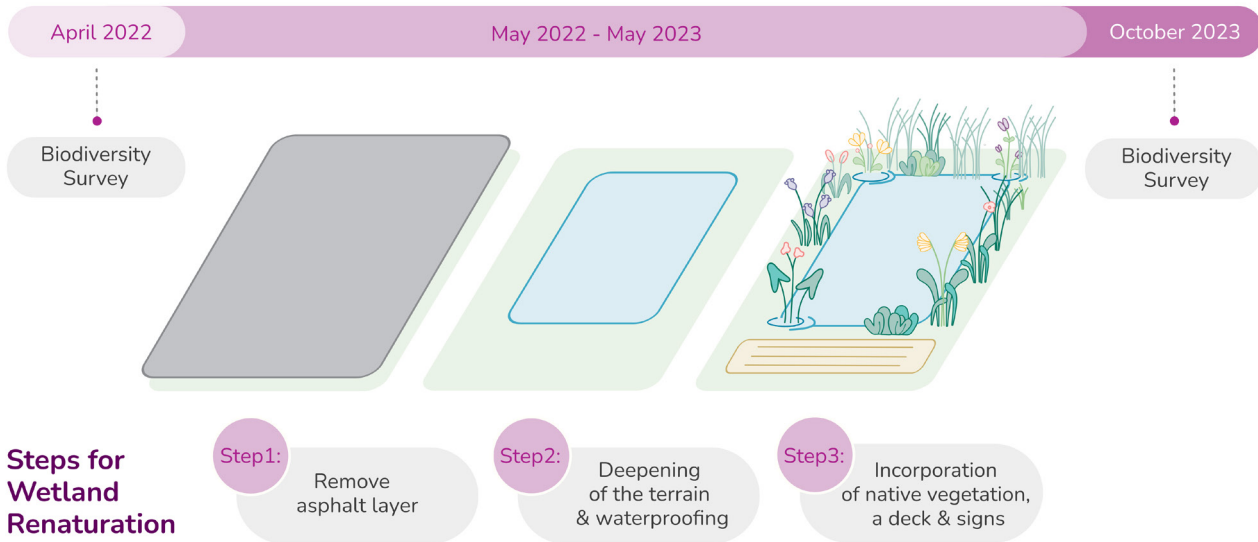 April 2022
May 2022 - May 2023
October 2023
Biodiversity
Survey
Biodiversity
Survey
Steps for
Wetland
Renaturation
Step1:
Remove
asphalt layer
Step2:
Deepening
of the terrain
& waterproofing
Step3:
Incorporation
of native vegetation,
a deck & signs